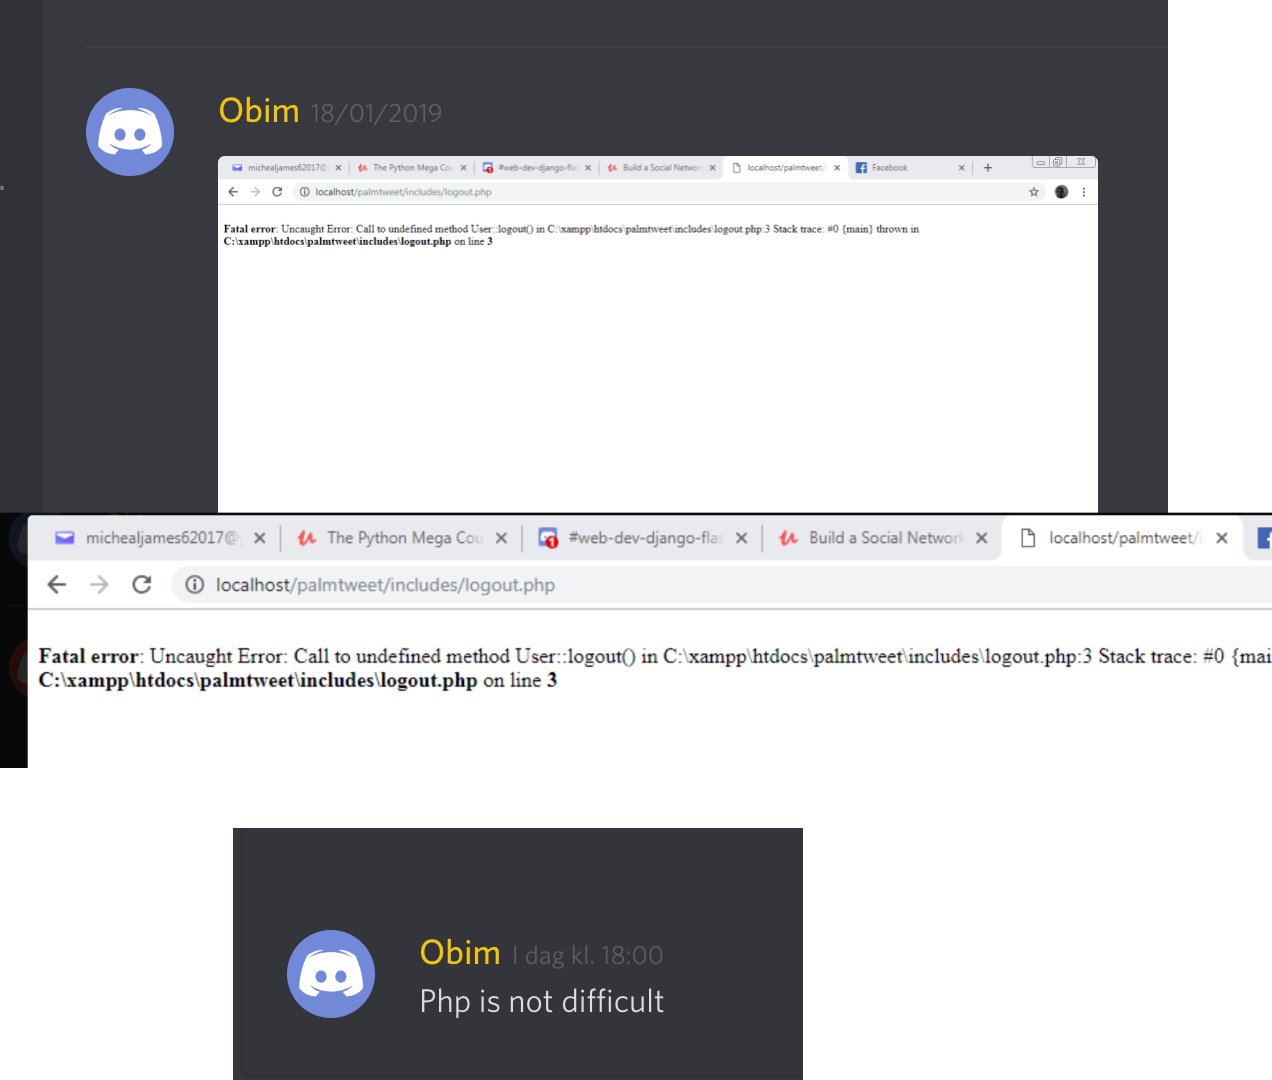 Obim 18/01/2019
michealjames62017@ The Python Mega Cou #web-dev-django-flas Build a Social Network localhost/palmtweet/i Facebook
localhost/palmtweet/includes/logout.php
Fatal error: Uncaught Error: Call to undefined method User::logout() in C:\xampp\htdocs\palmtweet\includes\logout.php:3 Stack trace: #0 {main} thrown in
C:\xampp\htdocs\palmtweet\includes\logout.php on line 3
michealjames62017@ The Python Mega Cou #web-dev-django-flas Build a Social Network localhost/palmtweet/i
localhost/palmtweet/includes/logout.php
Fatal error: Uncaught Error: Call to undefined method User::logout() in C:\xampp\htdocs\palmtweet\includes\logout.php:3 Stack trace: #0 {mai
C:\xampp\htdocs\palmtweet\includes\logout.php on line 3
Obim I dag kl. 18:00
Php is not difficult